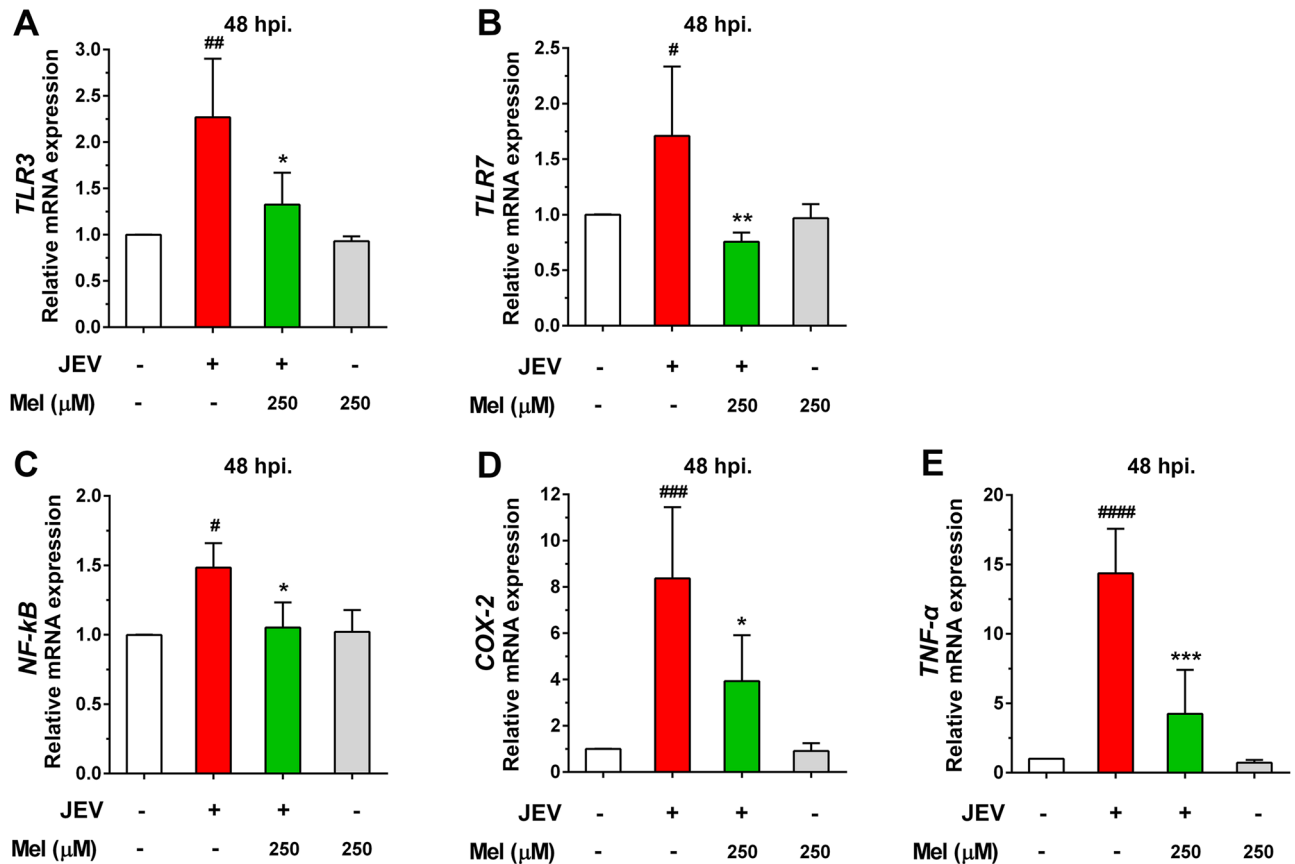 A
48 hpi.
TLR3
Relative mRNA expression
3.0
2.5
2.0
1.5
1.0
0.5
0.0
##
*
JEV - + + -
Mel (μM) - - 250 250
B
48 hpi.
TLR7
Relative mRNA expression
2.5
2.0
1.5
1.0
0.5
0.0
#
**
JEV - + + -
Mel (μM) - - 250 250
C
48 hpi.
NF-kB
Relative mRNA expression
2.0
1.5
1.0
0.5
0.0
#
*
JEV - + + -
Mel (μM) - - 250 250
D
48 hpi.
COX-2
Relative mRNA expression
12
10
8
6
4
2
0
###
*
JEV - + + -
Mel (μM) - - 250 250
E
48 hpi.
TNF-α
Relative mRNA expression
20
15
10
5
0
####
***
JEV - + + -
Mel (μM) - - 250 250